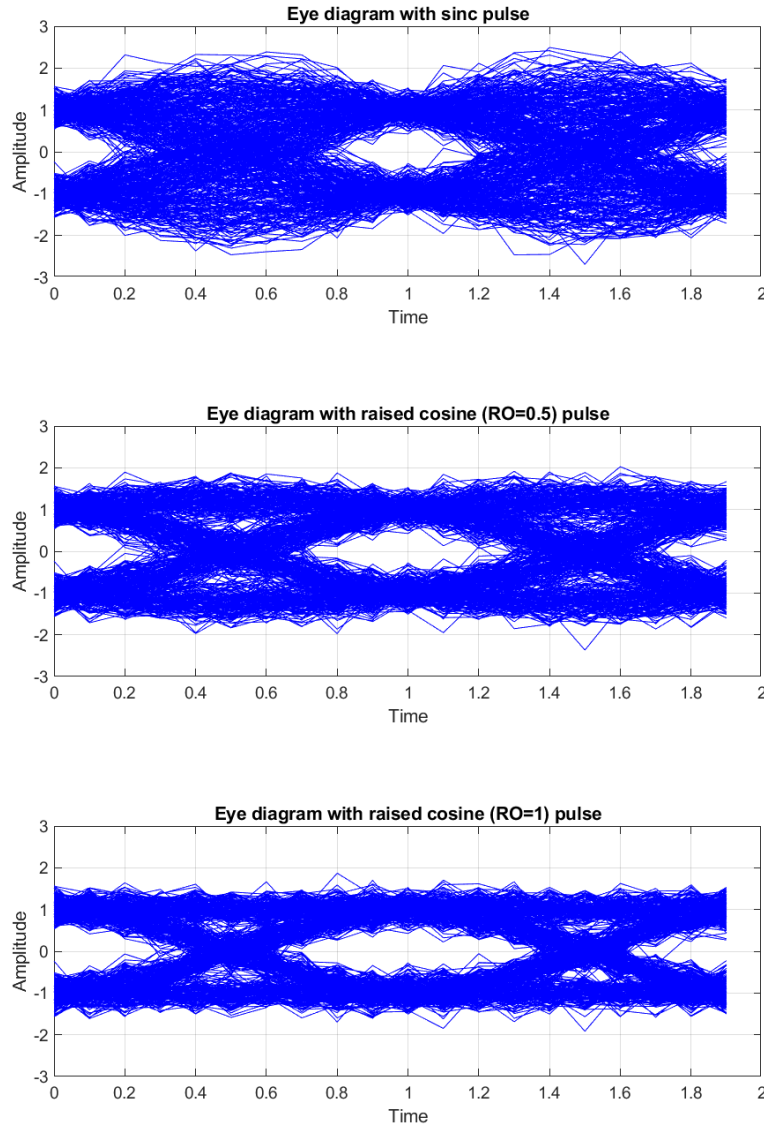 Eye diagram with sinc pulse
3
2
1
0
-1
-2
-3
Amplitude
0 0.2 0.4 0.6 0.8 1 1.2 1.4 1.6 1.8 2
Time
Eye diagram with raised cosine (RO=0.5) pulse
3
2
1
0
-1
-2
-3
Amplitude
0 0.2 0.4 0.6 0.8 1 1.2 1.4 1.6 1.8 2
Time
Eye diagram with raised cosine (RO=1) pulse
3
2
1
0
-1
-2
-3
Amplitude
0 0.2 0.4 0.6 0.8 1 1.2 1.4 1.6 1.8 2
Time